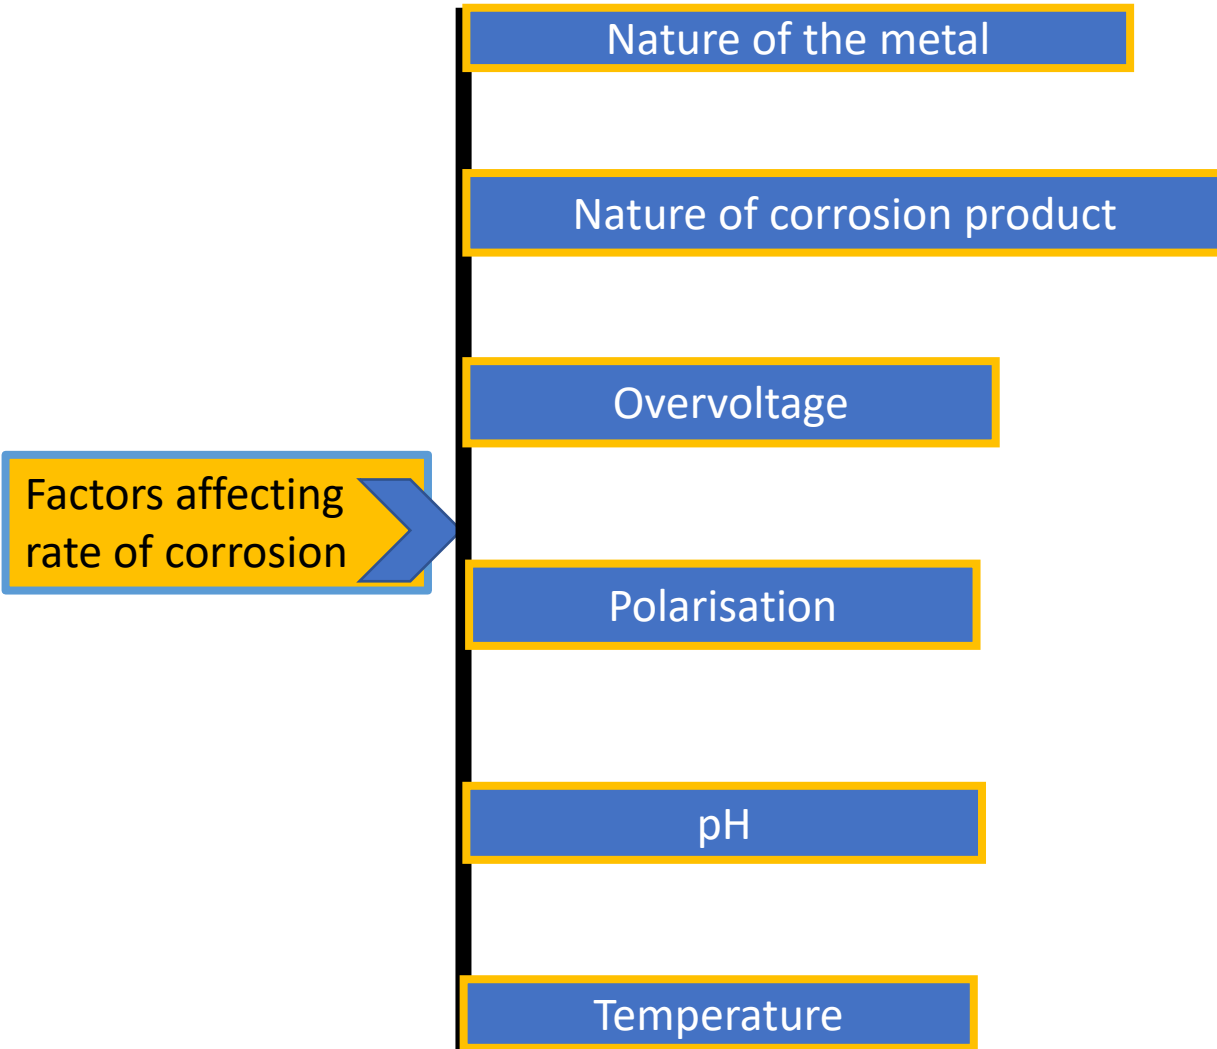 Nature of the metal
Nature of corrosion product
Overvoltage
Factors affecting
rate of corrosion
Polarisation
pH
Temperature